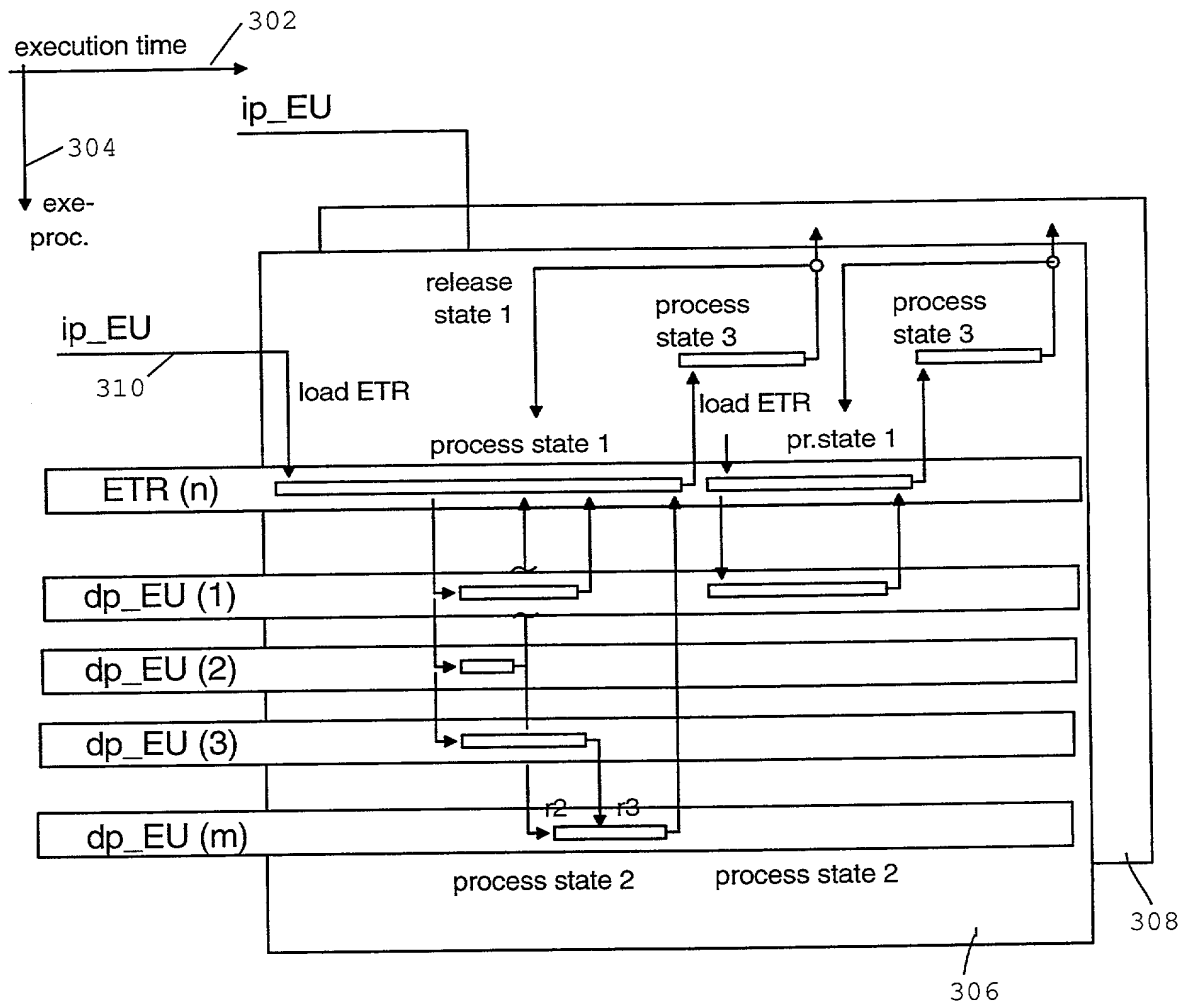 302
execution time
ip_EU
304
exe-
proc.
release
state 1
process
state 3
process
state 3
ip_EU
310
load ETR
load ETR
process state 1
pr.state 1
ETR (n)
dp_EU (1)
dp_EU (2)
dp_EU (3)
r2
r3
dp_EU (m)
process state 2
process state 2
308
306